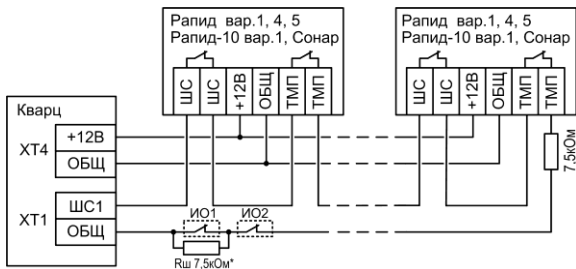 Рапид вар.1, 4, 5
Рапид-10 вар.1, Сонар
ШС
ШС
+12В
ОБЩ
ТМП
ТМП
Рапид вар.1, 4, 5
Рапид-10 вар.1, Сонар
ШС
ШС
+12В
ОБЩ
ТМП
ТМП
Кварц
ХТ4
+12В
ОБЩ
ХТ1
ШС1
ОБЩ
ИО1
ИО2
Rш 7,5кОм*
7,5кОм